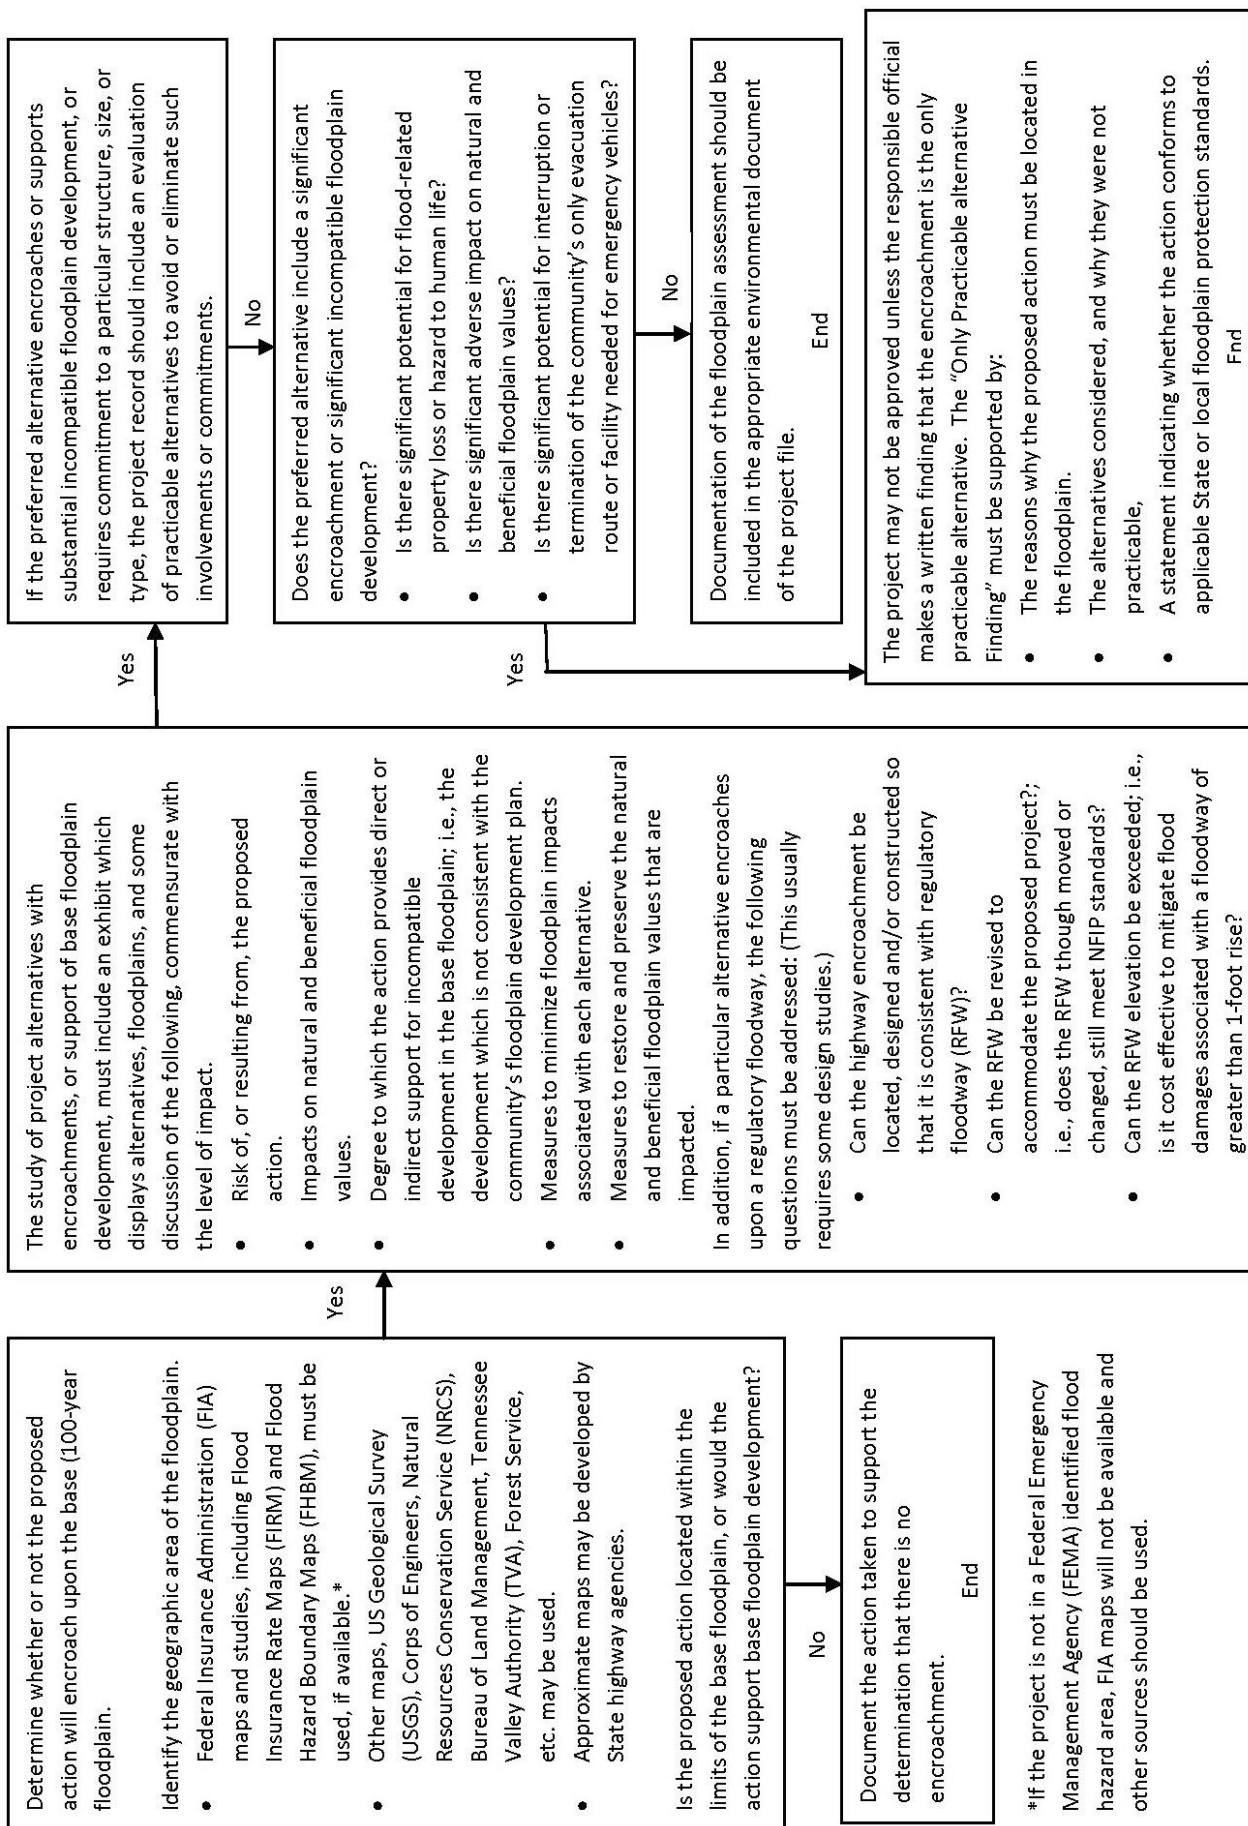 Determine whether or not the proposed
action will encroach upon the base (100-year
floodplain.
Identify the geographic area of the floodplain.
• Federal Insurance Administration (FIA)
maps and studies, including Flood
Insurance Rate Maps (FIRM) and Flood
Hazard Boundary Maps (FHBM), must be
used, if available.*
• Other maps, US Geological Survey
(USGS), Corps of Engineers, Natural
Resources Conservation Service (NRCS),
Bureau of Land Management, Tennessee
Valley Authority (TVA), Forest Service,
etc. may be used.
• Approximate maps may be developed by
State highway agencies.
Is the proposed action located within the
limits of the base floodplain, or would the
action support base floodplain development?
No
Document the action taken to support the
determination that there is no
encroachment.
End
*If the project is not in a Federal Emergency
Management Agency (FEMA) identified flood
hazard area, FIA maps will not be available and
other sources should be used.
Yes
The study of project alternatives with
encroachments, or support of base floodplain
development, must include an exhibit which
displays alternatives, floodplains, and some
discussion of the following, commensurate with
the level of impact.
• Risk of, or resulting from, the proposed
action.
• Impacts on natural and beneficial floodplain
values.
• Degree to which the action provides direct or
indirect support for incompatible
development in the base floodplain; i.e., the
development which is not consistent with the
community's floodplain development plan.
• Measures to minimize floodplain impacts
associated with each alternative.
• Measures to restore and preserve the natural
and beneficial floodplain values that are
impacted.
In addition, if a particular alternative encroaches
upon a regulatory floodway, the following
questions must be addressed: (This usually
requires some design studies.)
• Can the highway encroachment be
located, designed and/or constructed so
that it is consistent with regulatory
floodway (RFW)?
• Can the RFW be revised to
accommodate the proposed project?;
i.e., does the RFW though moved or
changed, still meet NFIP standards?
• Can the RFW elevation be exceeded; i.e.,
is it cost effective to mitigate flood
damages associated with a floodway of
greater than 1-foot rise?
Yes
If the preferred alternative encroaches or supports
substantial incompatible floodplain development, or
requires commitment to a particular structure, size, or
type, the project record should include an evaluation
of practicable alternatives to avoid or eliminate such
involvements or commitments.
No
Does the preferred alternative include a significant
encroachment or significant incompatible floodplain
development?
• Is there significant potential for flood-related
property loss or hazard to human life?
• Is there significant adverse impact on natural and
beneficial floodplain values?
• Is there significant potential for interruption or
termination of the community's only evacuation
route or facility needed for emergency vehicles?
No
Documentation of the floodplain assessment should be
included in the appropriate environmental document
of the project file.
End
Yes
The project may not be approved unless the responsible official
makes a written finding that the encroachment is the only
practicable alternative. The "Only Practicable alternative
Finding" must be supported by:
• The reasons why the proposed action must be located in
the floodplain.
• The alternatives considered, and why they were not
practicable,
• A statement indicating whether the action conforms to
applicable State or local floodplain protection standards.
End